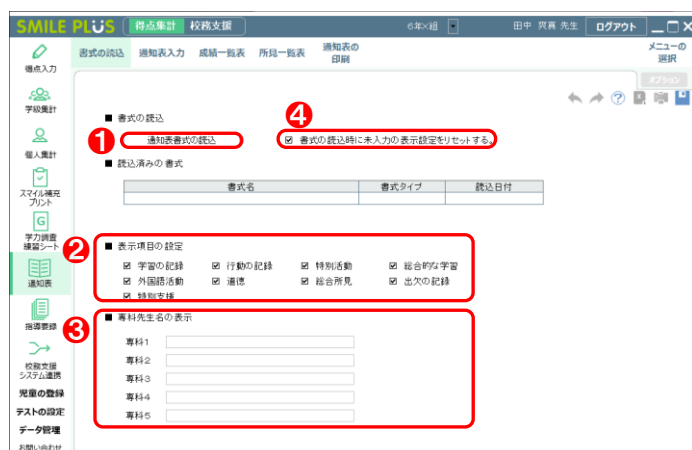 SMILE PLUS 得点集計 校務支援 6年×組 田中 爽真 先生 ログアウト
書式の読込 通知表入力 成績一覧表 所見一覧表 通知表の印刷 メニューの選択
オプション
得点入力
学級集計
個人集計
スマイル補充プリント
学力調査練習シート
通知表
指導要録
校務支援システム連携
児童の登録
テストの設定
データ管理
お問い合わせ
■ 書式の読込
❶ 通知表書式の読込
❹ 書式の読込時に未入力の表示設定をリセットする。
■ 読込済みの書式
書式名 書式タイプ 読込日付
❷ ■ 表示項目の設定
学習の記録 行動の記録 特別活動 総合的な学習
外国語活動 道徳 総合所見 出欠の記録
特別支援
❸ ■ 専科先生名の表示
専科1
専科2
専科3
専科4
専科5